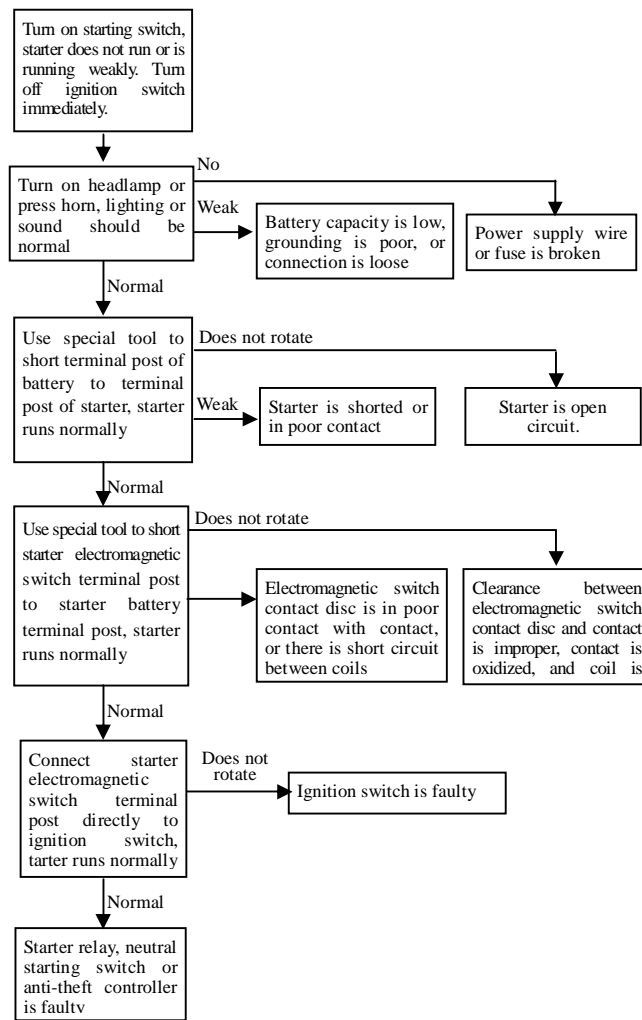 Turn on starting switch,
starter does not run or is
running weakly. Turn
off ignition switch
immediately.
No
Turn on headlamp or
press horn, lighting or
sound should be
normal
Weak
Battery capacity is low,
grounding is poor, or
connection is loose
Power supply wire
or fuse is broken
Normal
Use special tool to
short terminal post of
battery to terminal
post of starter, starter
runs normally
Does not rotate
Weak
Starter is shorted or
in poor contact
Starter is open
circuit.
Normal
Use special tool to short
starter electromagnetic
switch terminal post
to starter battery
terminal post, starter
runs normally
Does not rotate
Electromagnetic switch
contact disc is in poor
contact with contact,
or there is short circuit
between coils
Clearance between
electromagnetic switch
contact disc and contact
is improper, contact is
oxidized, and coil is
Normal
Connect starter
electromagnetic
switch terminal
post directly to
ignition switch,
tarter runs normally
Does not
rotate
Ignition switch is faulty
Normal
Starter relay, neutral
starting switch or
anti-theft controller
is faulty